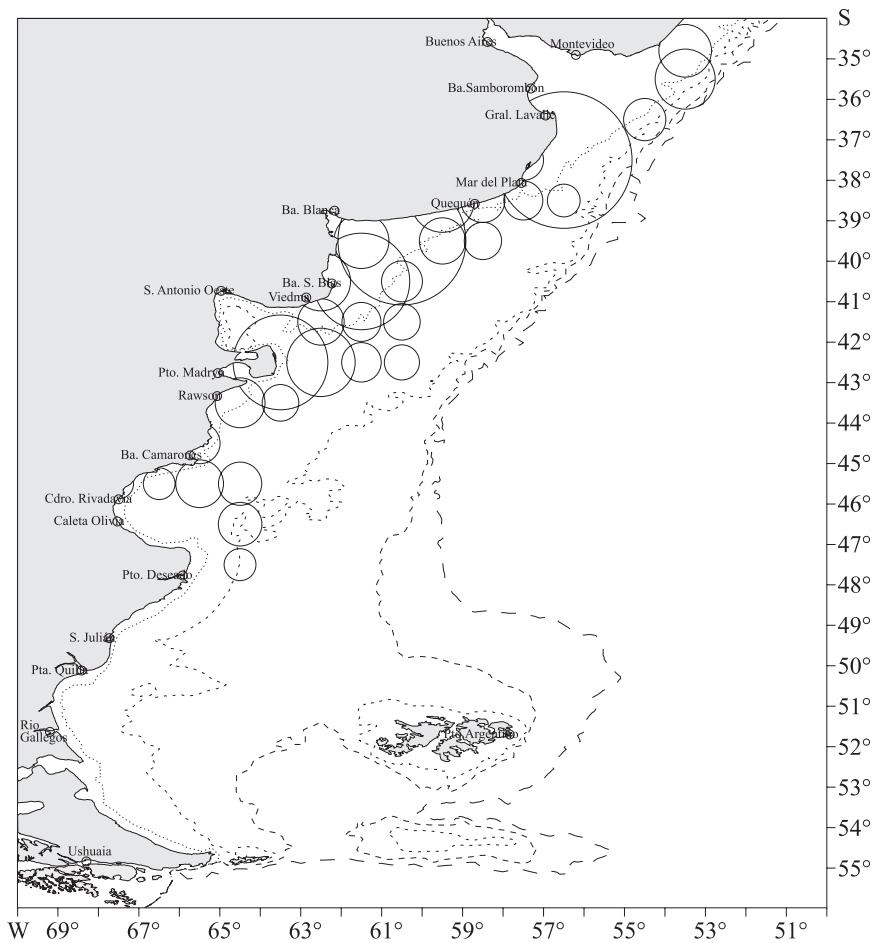 S
Buenos Aires
Montevideo
35°
Ba.Samborombón
36°
Gral. Lavalle
37°
Mar del Plata
38°
Quequén
Ba. Blanca
39°
40°
Ba. S. Blas
S. Antonio Oeste
Viedma
41°
42°
Pto. Madryn
43°
Rawson
44°
Ba. Camarones
45°
Cdro. Rivadavia
46°
Caleta Olivia
47°
Pto. Deseado
48°
S. Julián
49°
Pta. Quilla
50°
51°
Rio
Gallegos
Pto. Argentino
52°
53°
54°
Ushuaia
55°
W 69° 67° 65° 63° 61° 59° 57° 55° 53° 51°